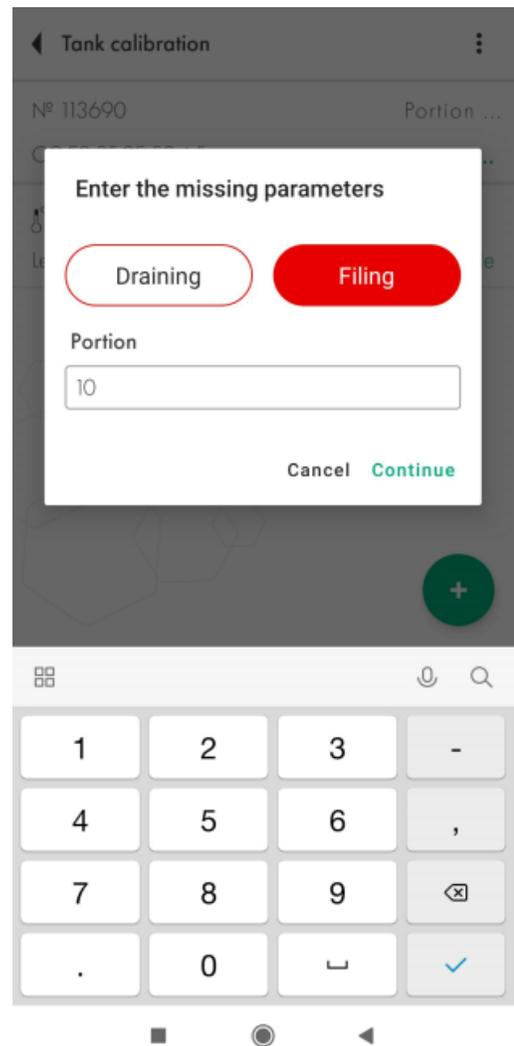 Tank calibration
№ 113690 Portion ...
Enter the missing parameters
Draining Filing
Portion
10
Cancel Continue
+
1 2 3 -
4 5 6 ,
7 8 9
. 0